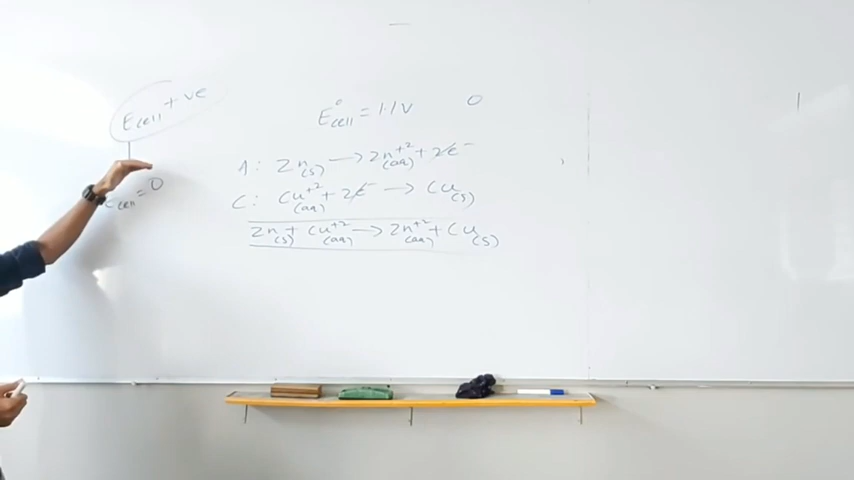 Ecell +ve
E°cell = 1.1V 0
A: Zn(s) → Zn+2(aq) + 2e-
Ecell = 0
C: Cu+2(aq) + 2e- → Cu(s)
Zn(s) + Cu+2(aq) → Zn+2(aq) + Cu(s)